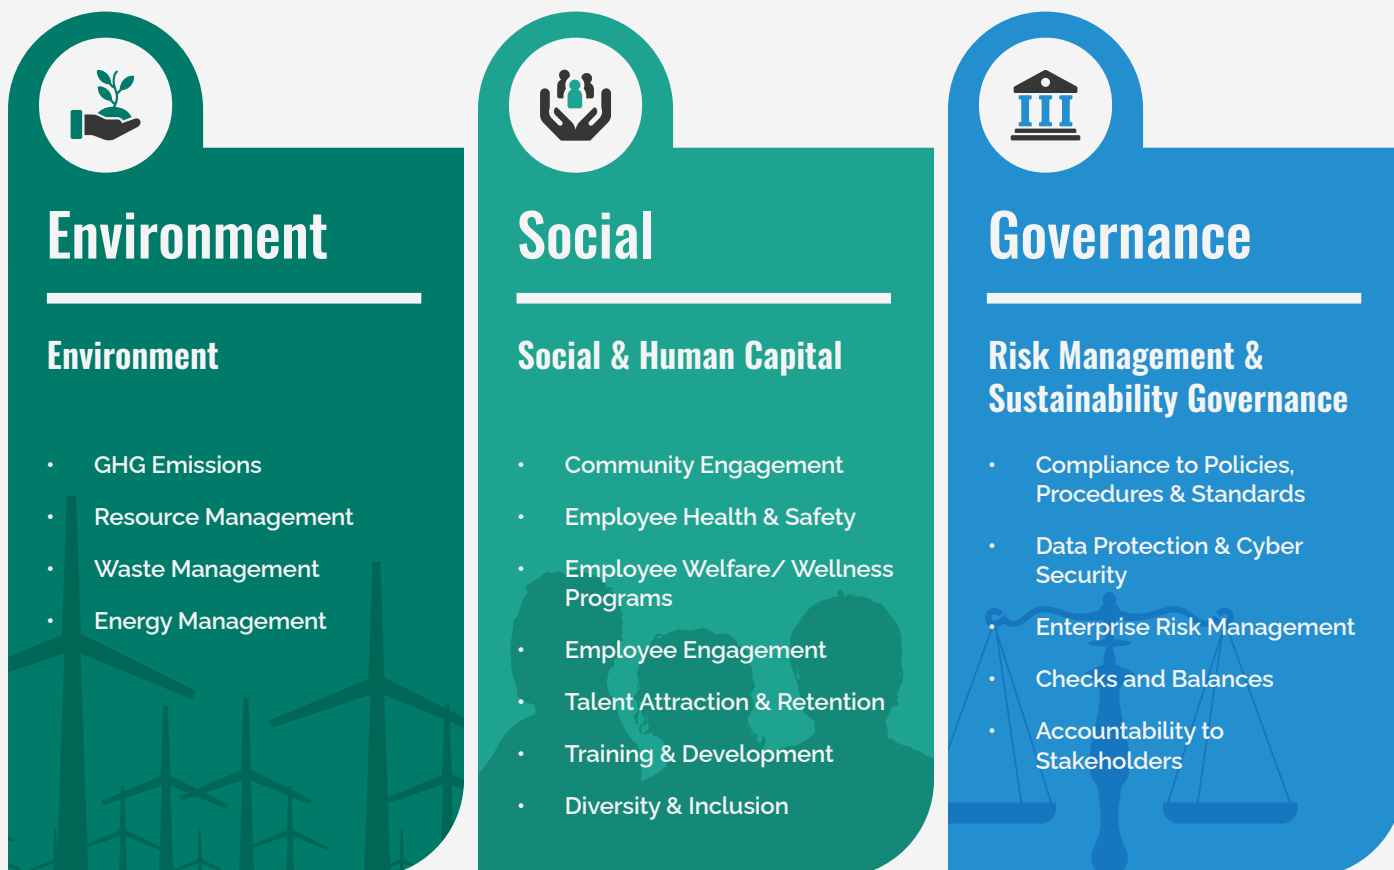 Environment
Environment
• GHG Emissions
• Resource Management
• Waste Management
• Energy Management
Social
Social & Human Capital
• Community Engagement
• Employee Health & Safety
• Employee Welfare/ Wellness
Programs
• Employee Engagement
• Talent Attraction & Retention
• Training & Development
• Diversity & Inclusion
Governance
Risk Management &
Sustainability Governance
• Compliance to Policies,
Procedures & Standards
• Data Protection & Cyber
Security
• Enterprise Risk Management
• Checks and Balances
• Accountability to
Stakeholders